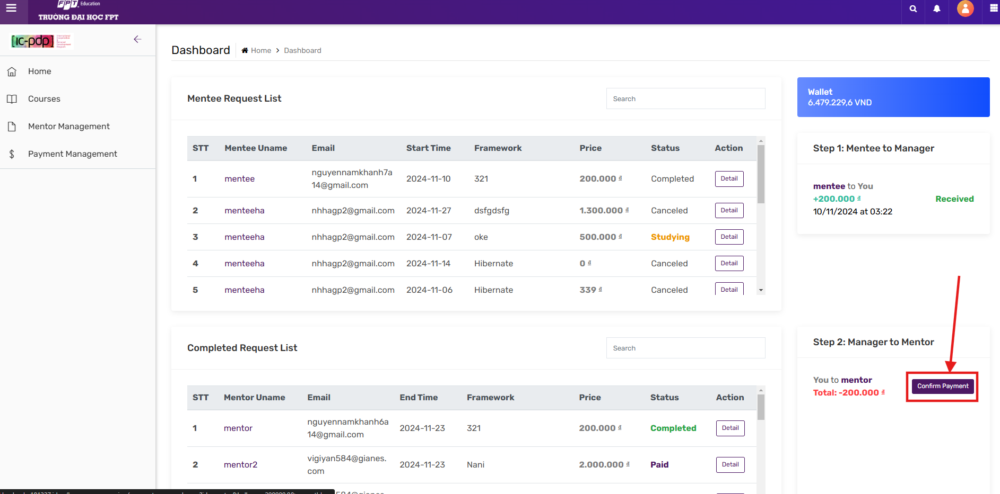 FPT Education
TRƯỜNG ĐẠI HỌC FPT
[ic-pdp]
Home
Courses
Mentor Management
Payment Management
Dashboard
Home > Dashboard
Mentee Request List
Search
STT Mentee Uname Email Start Time Framework Price Status Action
1 mentee nguyennamkhanh7a 2024-11-10 321 200.000 ₫ Completed Detail
14@gmail.com
2 menteeha nhhagp2@gmail.com 2024-11-27 dsfgdsfg 1.300.000 ₫ Canceled Detail
3 menteeha nhhagp2@gmail.com 2024-11-07 oke 500.000 ₫ Studying Detail
4 menteeha nhhagp2@gmail.com 2024-11-14 Hibernate 0 ₫ Canceled Detail
5 menteeha nhhagp2@gmail.com 2024-11-06 Hibernate 339 ₫ Canceled Detail
Wallet
6.479.229,6 VND
Step 1: Mentee to Manager
mentee to You
+200.000 ₫
Received
10/11/2024 at 03:22
Completed Request List
Search
STT Mentor Uname Email End Time Framework Price Status Action
1 mentor nguyennamkhanh6a 2024-11-23 321 200.000 ₫ Completed Detail
14@gmail.com
2 mentor2 vigiyan584@gianes. 2024-11-23 Nani 2.000.000 ₫ Paid Detail
com
Step 2: Manager to Mentor
You to mentor
Total: -200.000 ₫
Confirm Payment